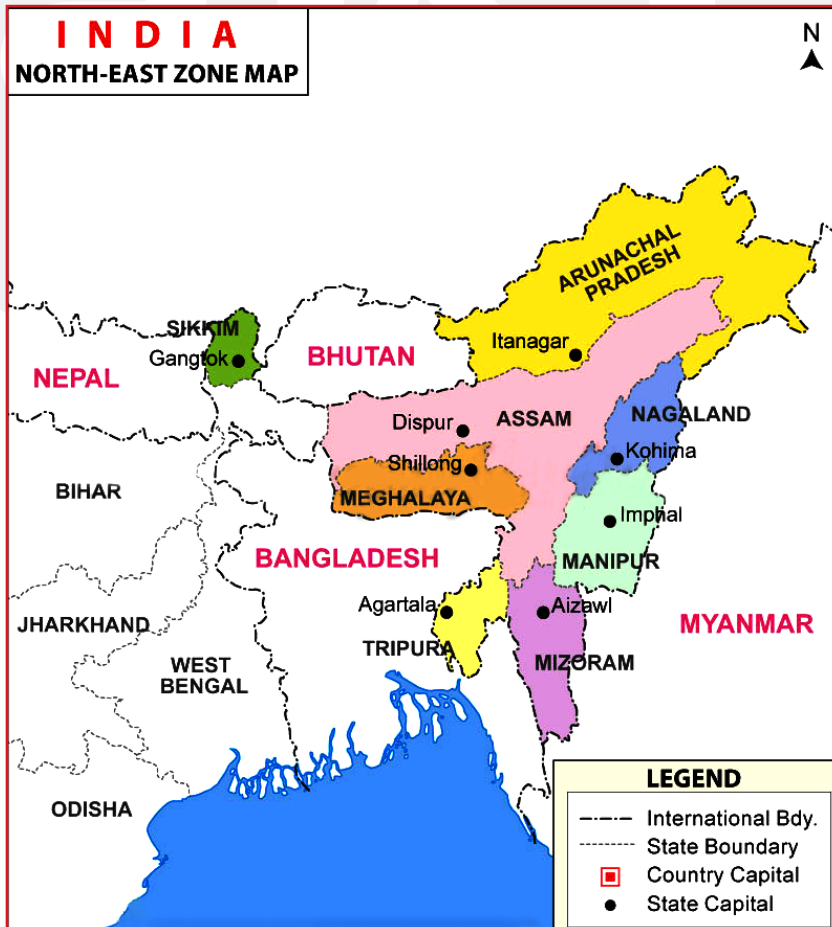 I N D I A
NORTH-EAST ZONE MAP
N
ARUNACHAL
PRADESH
SIKKIM
Gangtok
Itanagar
BHUTAN
NEPAL
Dispur
ASSAM
NAGALAND
Shillong
Kohima
BIHAR
MEGHALAYA
Imphal
BANGLADESH
MANIPUR
Agartala
Aizawl
JHARKHAND
MYANMAR
TRIPURA
WEST
BENGAL
MIZORAM
ODISHA
LEGEND
International Bdy.
State Boundary
Country Capital
State Capital